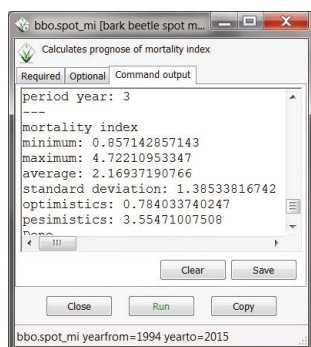 bbo.spot_mi [bark beetle spot m...
Calculates prognose of mortality index
Required Optional Command output
period year: 3
---
mortality index
minimum: 0.857142857143
maximum: 4.72210953347
average: 2.16937190766
standard deviation: 1.38533816742
optimistics: 0.784033740247
pesimistics: 3.55471007508
Done
Clear Save
Close Run Copy
bbo.spot_mi yearfrom=1994 yearto=2015